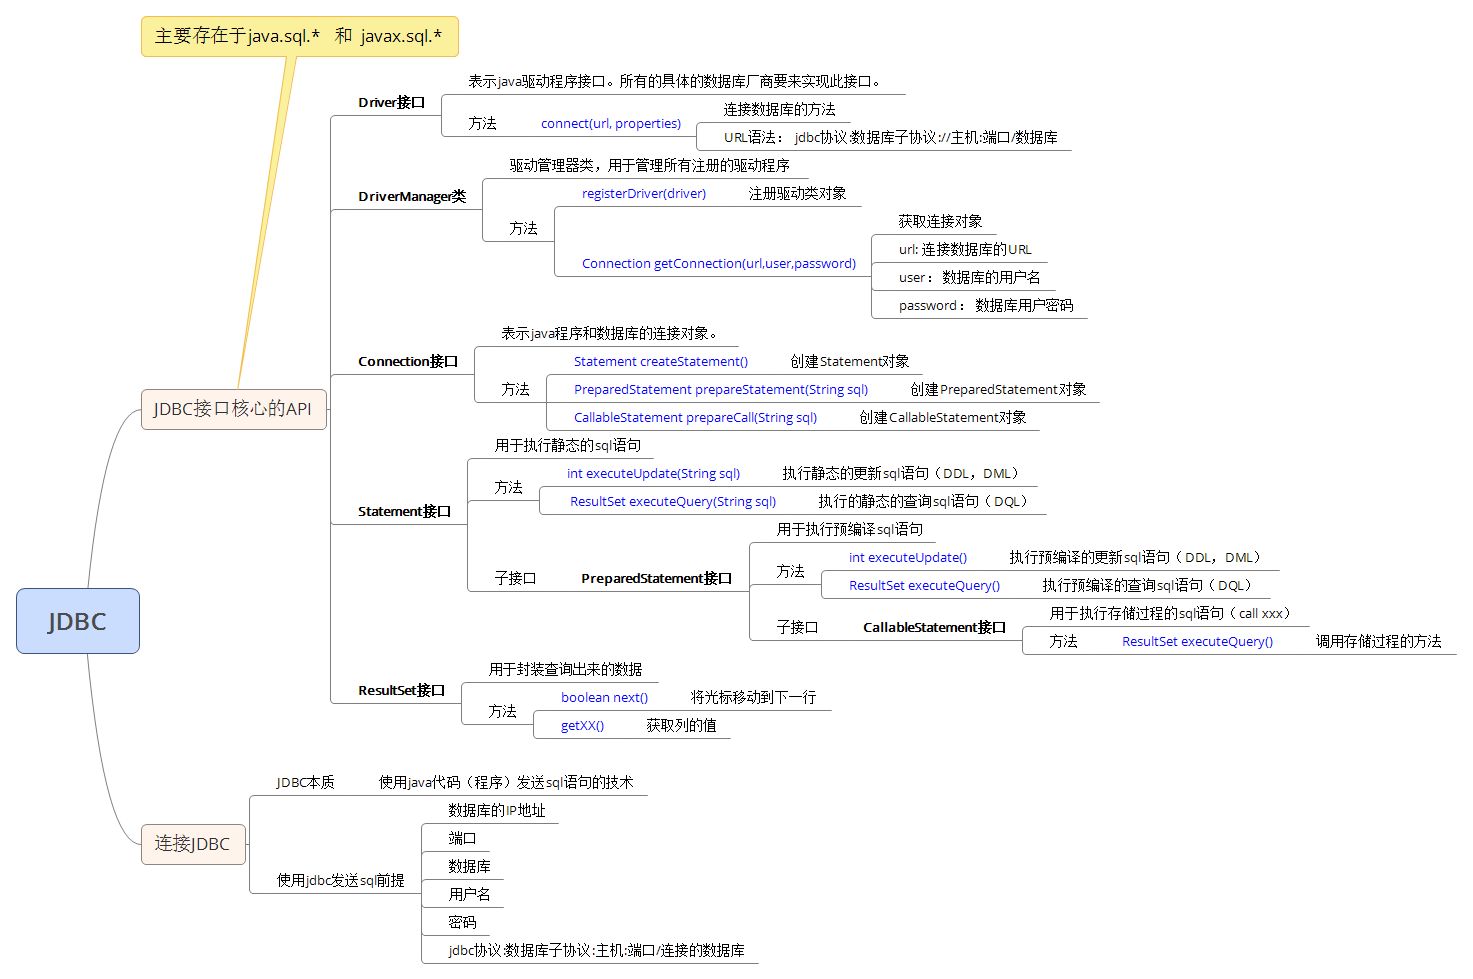 主要存在于java.sql.* 和 javax.sql.*
表示java驱动程序接口。所有的具体的数据库厂商要来实现此接口。
Driver接口
连接数据库的方法
方法 connect(url, properties)
URL语法： jdbc协议:数据库子协议://主机:端口/数据库
驱动管理器类，用于管理所有注册的驱动程序
DriverManager类
registerDriver(driver) 注册驱动类对象
方法
获取连接对象
url: 连接数据库的URL
Connection getConnection(url,user,password)
user： 数据库的用户名
password： 数据库用户密码
表示java程序和数据库的连接对象。
Connection接口
Statement createStatement() 创建Statement对象
方法 PreparedStatement prepareStatement(String sql) 创建PreparedStatement对象
CallableStatement prepareCall(String sql) 创建CallableStatement对象
JDBC接口核心的API
用于执行静态的sql语句
int executeUpdate(String sql) 执行静态的更新sql语句（DDL，DML）
方法
ResultSet executeQuery(String sql) 执行的静态的查询sql语句（DQL）
Statement接口
用于执行预编译sql语句
int executeUpdate() 执行预编译的更新sql语句（DDL，DML）
方法
子接口 PreparedStatement接口
ResultSet executeQuery() 执行预编译的查询sql语句（DQL）
用于执行存储过程的sql语句（call xxx）
子接口 CallableStatement接口
方法 ResultSet executeQuery() 调用存储过程的方法
JDBC
用于封装查询出来的数据
ResultSet接口
boolean next() 将光标移动到下一行
方法
getXX() 获取列的值
JDBC本质 使用java代码（程序）发送sql语句的技术
连接JDBC
数据库的IP地址
端口
数据库
使用jdbc发送sql前提
用户名
密码
jdbc协议:数据库子协议:主机:端口/连接的数据库